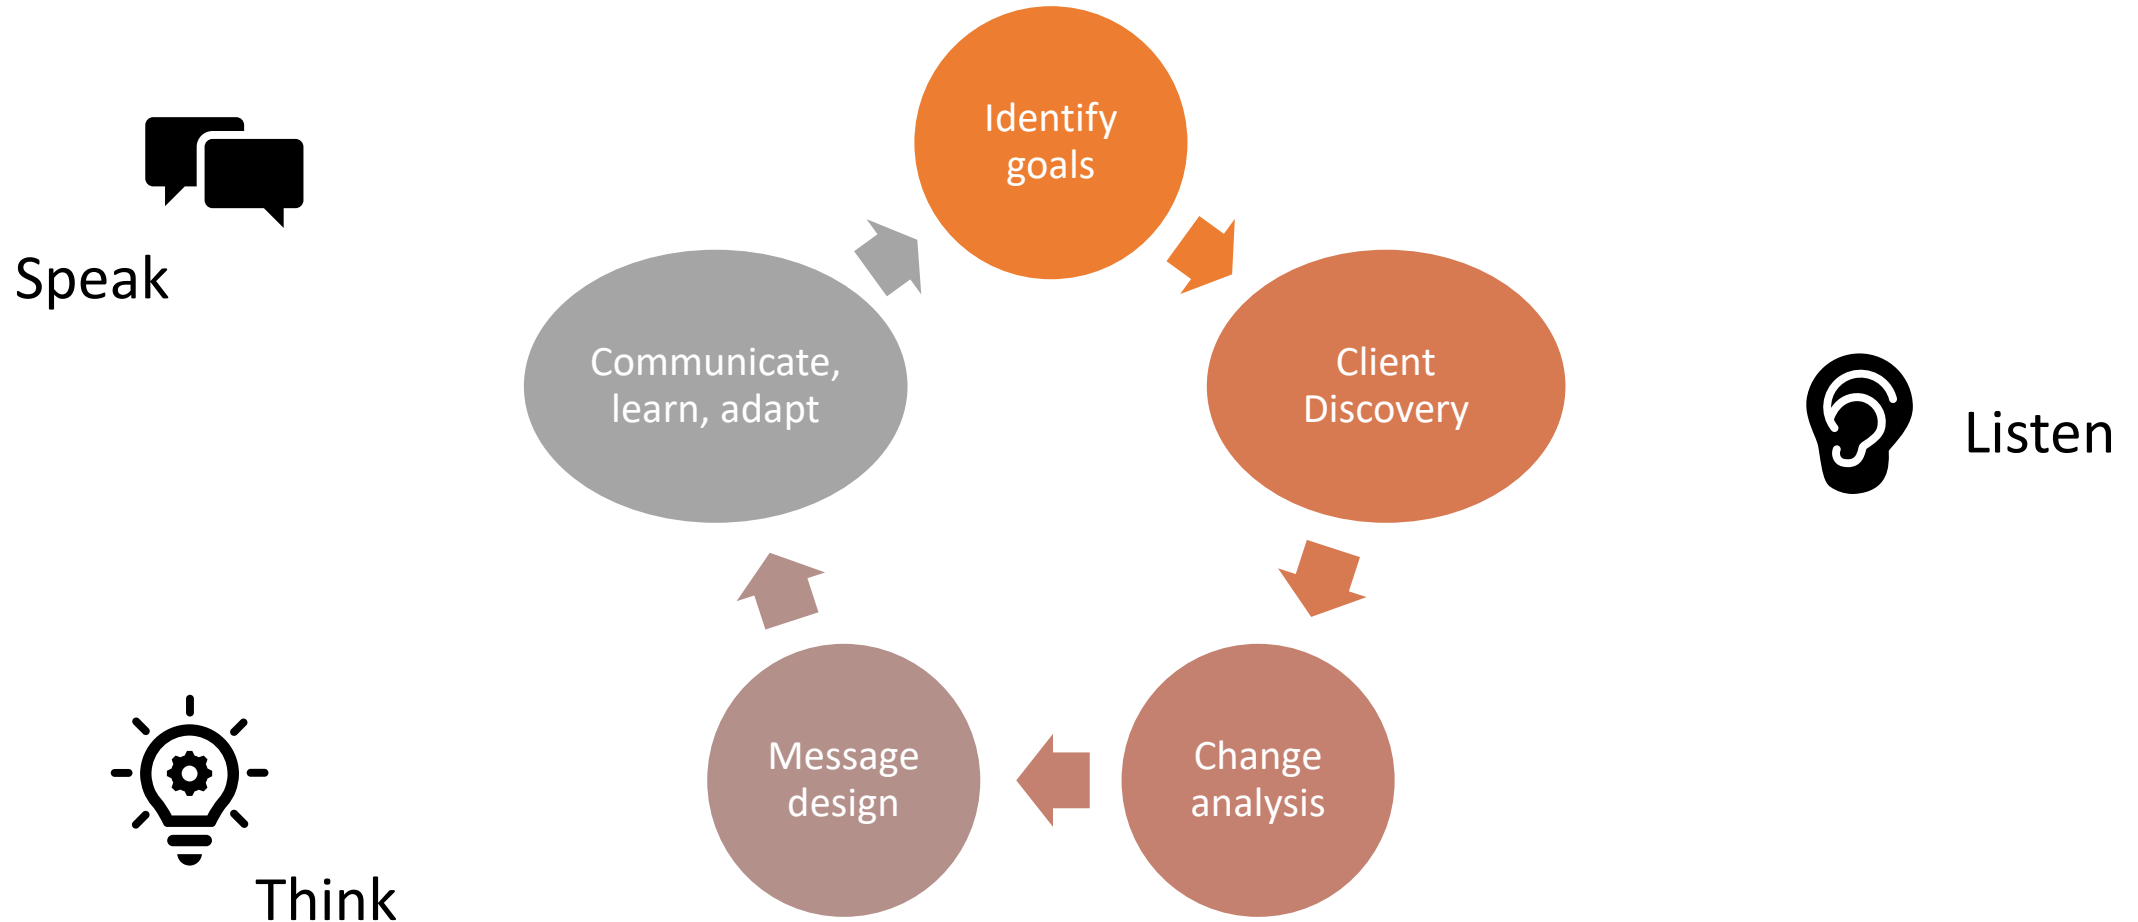 Identify
goals
Speak
Communicate,
learn, adapt
Client
Discovery
Listen
Message
design
Change
analysis
Think